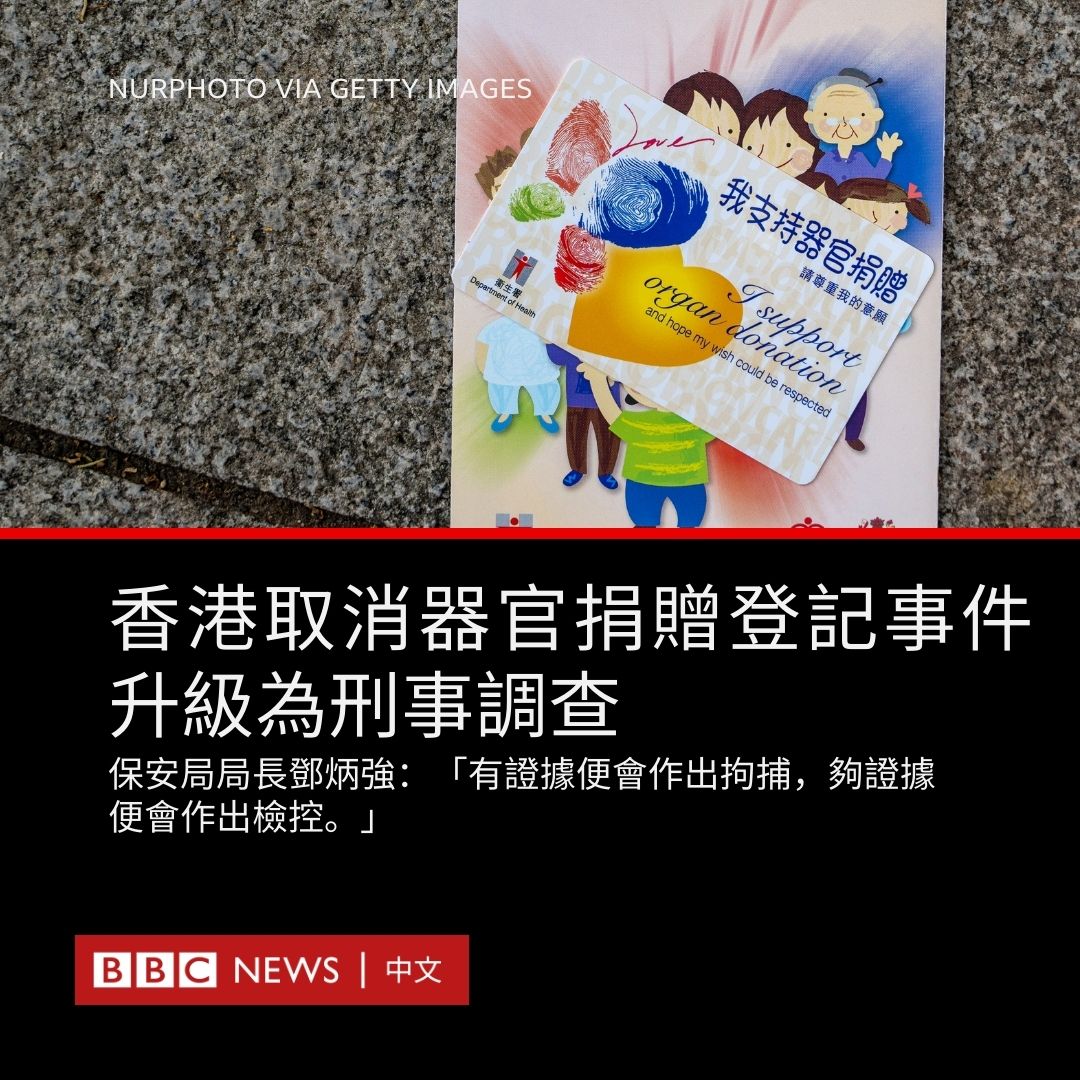 NURPHOTO VIA GETTY IMAGES
Love
我支持器官捐贈
請尊重我的意願
衞生署
Department of Health
I support
organ donation
and hope my wish could be respected
香港取消器官捐贈登記事件
升級為刑事調查
保安局局長鄧炳強：「有證據便會作出拘捕，夠證據
便會作出檢控。」
BBC NEWS | 中文